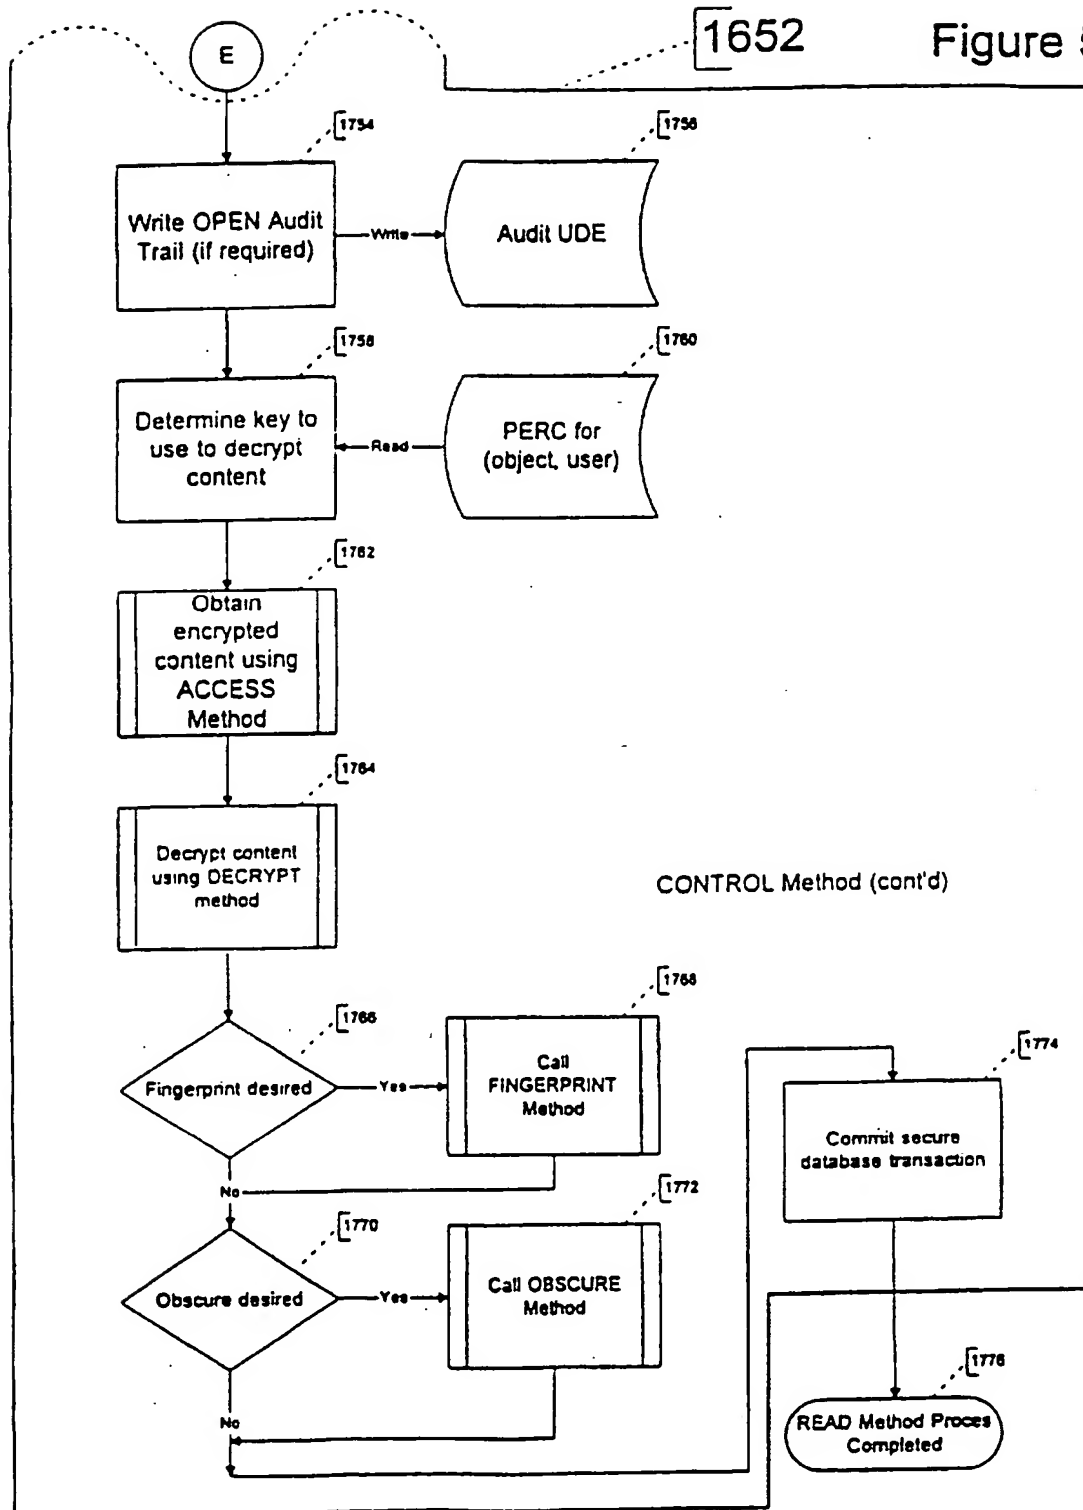 E
1652
Figure
1754
Write OPEN Audit
Trail (if required)
Write
1756
Audit UDE
1758
Determine key to
use to decrypt
content
Read
1760
PERC for
(object, user)
1762
Obtain
encrypted
content using
ACCESS
Method
1764
Decrypt content
using DECRYPT
method
CONTROL Method (cont'd)
1766
Fingerprint desired
Yes
1768
Call
FINGERPRINT
Method
No
1770
Obscure desired
Yes
1772
Call OBSCURE
Method
No
1774
Commit secure
database transaction
1776
READ Method Proces
Completed